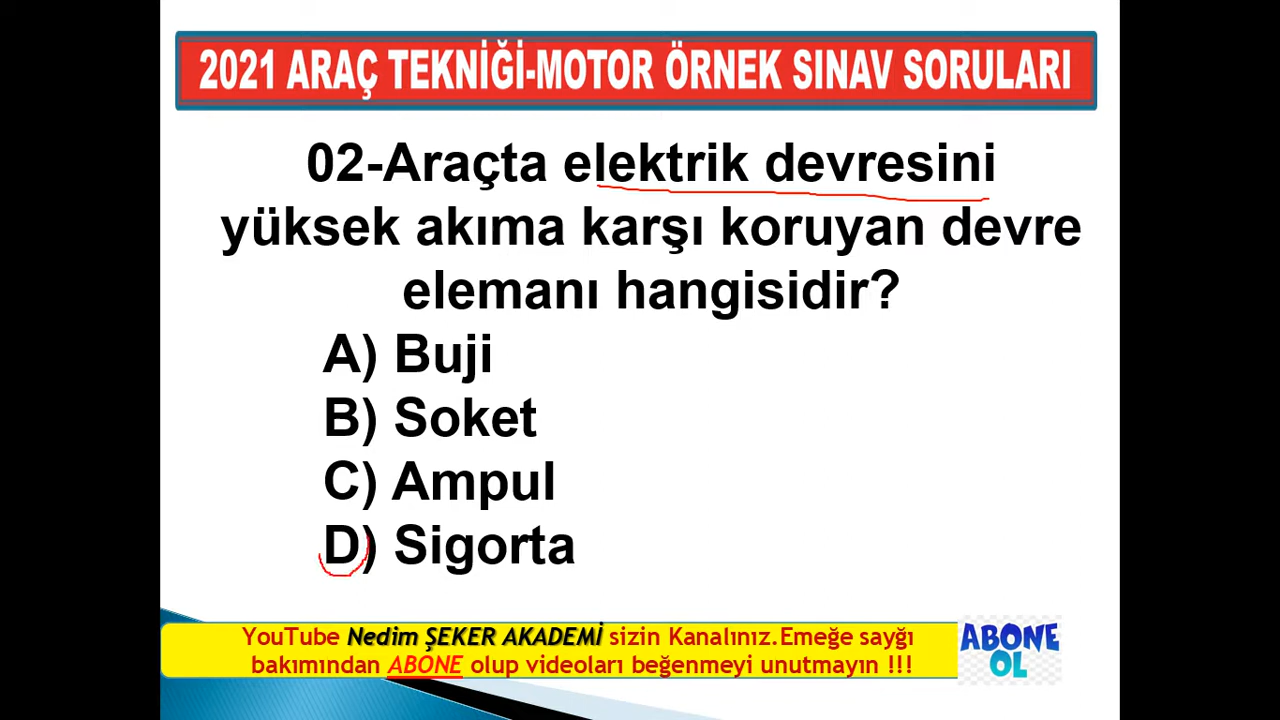 2021 ARAÇ TEKNİĞİ-MOTOR ÖRNEK SINAV SORULARI
02-Araçta elektrik devresini
yüksek akıma karşı koruyan devre
elemanı hangisidir?
A) Buji
B) Soket
C) Ampul
D) Sigorta
YouTube Nedim ŞEKER AKADEMİ sizin Kanalınız.Emeğe saygı
bakımından ABONE olup videoları beğenmeyi unutmayın !!!
ABONE
OL